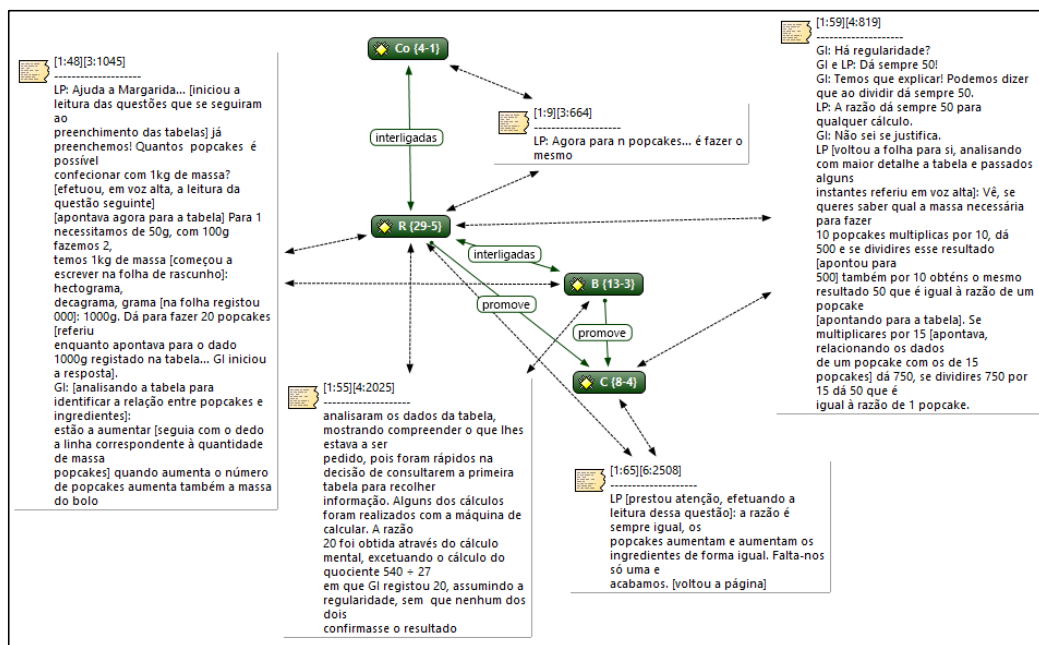 Co {4-1}
[1:59][4:819]
--------------------
GI: Há regularidade?
GI e LP: Dá sempre 50!
GI: Temos que explicar! Podemos dizer
que ao dividir dá sempre 50.
LP: A razão dá sempre 50 para
qualquer cálculo.
GI: Não sei se justifica.
LP [voltou a folha para si, analisando
com maior detalhe a tabela e passados
alguns
instantes referiu em voz alta]: Vê, se
queres saber qual a massa necessária
para fazer
10 popcakes multiplicas por 10, dá
500 e se dividires esse resultado
[apontou para
500] também por 10 obténs o mesmo
resultado 50 que é igual à razão de um
popcake
[apontando para a tabela]. Se
multiplicares por 15 [apontava,
relacionando os dados
de um popcake com os de 15
popcakes] dá 750, se dividires 750 por
15 dá 50 que é
igual à razão de 1 popcake.
[1:48][3:1045]
--------------------
LP: Ajuda a Margarida... [iniciou a
leitura das questões que se seguiram
ao
preenchimento das tabelas] já
preenchemos! Quantos popcakes é
possível
confecionar com 1kg de massa?
[efetuou, em voz alta, a leitura da
questão seguinte]
[apontava agora para a tabela] Para 1
necessitamos de 50g, com 100g
fazemos 2,
temos 1kg de massa [começou a
escrever na folha de rascunho]:
hectograma,
decagrama, grama [na folha registou
000]: 1000g. Dá para fazer 20 popcakes
[referiu
enquanto apontava para o dado
1000g registado na tabela... GI iniciou
a resposta].
GI: [analisando a tabela para
identificar a relação entre popcakes e
ingredientes]:
estão a aumentar [seguia com o dedo
a linha correspondente à quantidade
de massa
popcakes] quando aumenta o número
de popcakes aumenta também a massa
do bolo
[1:9][3:664]
--------------------
LP: Agora para n popcakes... é fazer o
mesmo
interligadas
R {29-5}
interligadas
B {13-3}
promove
promove
C {8-4}
[1:55][4:2025]
--------------------
analisaram os dados da tabela,
mostrando compreender o que lhes
estava a ser
pedido, pois foram rápidos na
decisão de consultarem a primeira
tabela para recolher
informação. Alguns dos cálculos
foram realizados com a máquina de
calcular. A razão
20 foi obtida através do cálculo
mental, excetuando o cálculo do
quociente 540 ÷ 27
em que GI registou 20, assumindo a
regularidade, sem que nenhum dos
dois
confirmasse o resultado
[1:65][6:2508]
--------------------
LP [prestou atenção, efetuando a
leitura dessa questão]: a razão é
sempre igual, os
popcakes aumentam e aumentam os
ingredientes de forma igual. Falta-nos
só uma e
acabamos. [voltou a página]